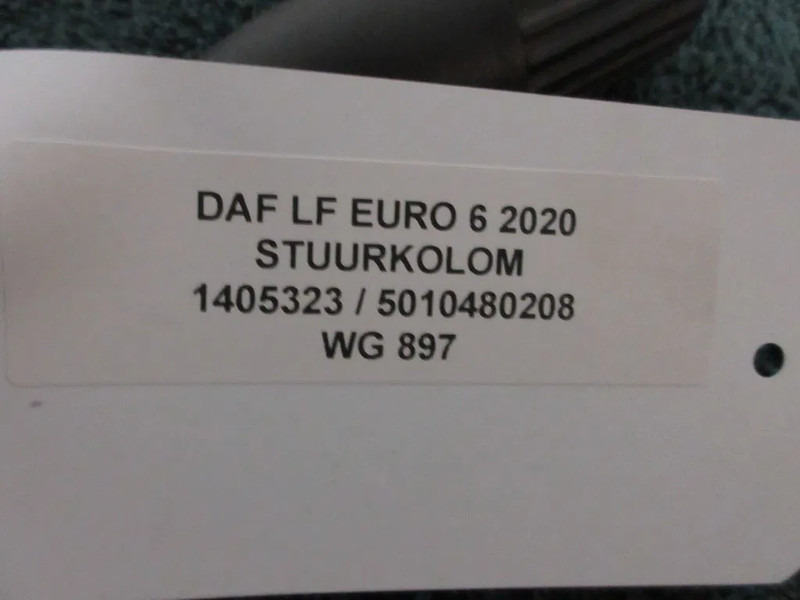 DAF LF EURO 6 2020
STUURKOLOM
1405323 / 5010480208
WG 897